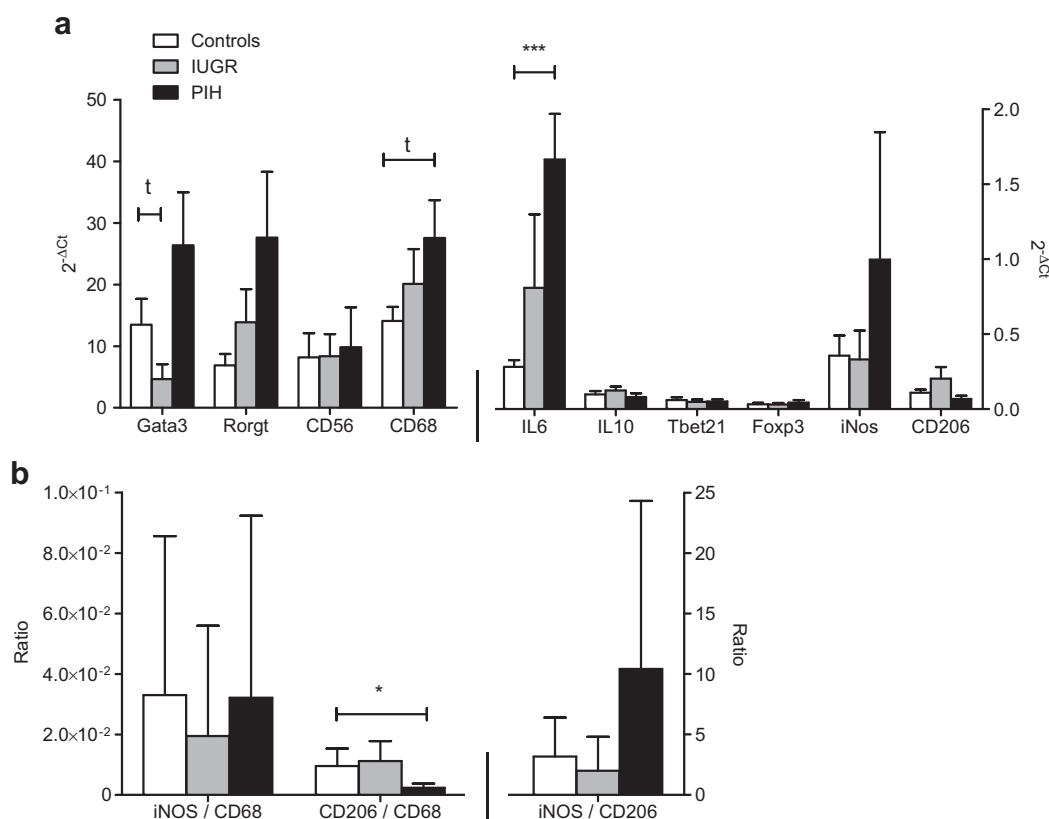 a
Controls
IUGR
PIH
***
t
t
50
40
30
20
10
0
2^-ΔCt
2.0
1.5
1.0
0.5
0.0
2^-ΔCt
Gata3 Rorgt CD56 CD68 IL6 IL10 Tbet21 Foxp3 iNos CD206
b
1.0×10^-1
8.0×10^-2
6.0×10^-2
4.0×10^-2
2.0×10^-2
0
Ratio
*
25
20
15
10
5
0
Ratio
iNOS / CD68 CD206 / CD68 iNOS / CD206